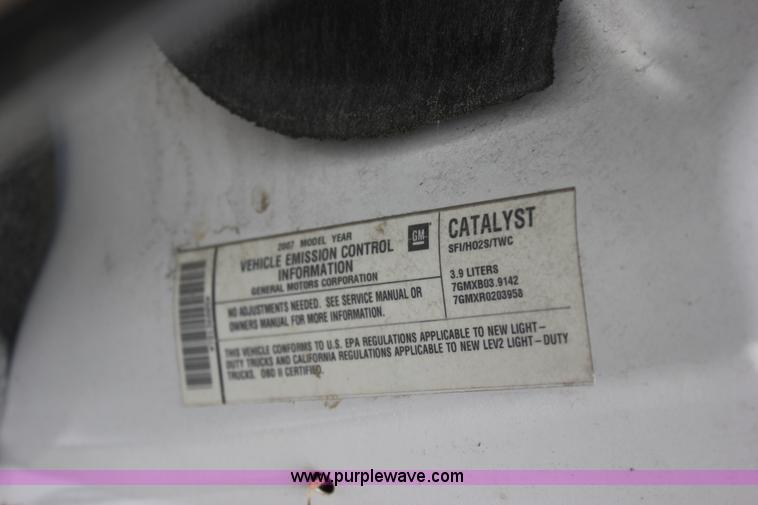 2007 MODEL YEAR
VEHICLE EMISSION CONTROL
INFORMATION
GENERAL MOTORS CORPORATION
GM
CATALYST
SFI/HO2S/TWC
NO ADJUSTMENTS NEEDED. SEE SERVICE MANUAL OR
OWNERS MANUAL FOR MORE INFORMATION.
3.9 LITERS
7GMXB03.9142
7GMXR0203958
THIS VEHICLE CONFORMS TO U.S. EPA REGULATIONS APPLICABLE TO NEW LIGHT-
DUTY TRUCKS AND CALIFORNIA REGULATIONS APPLICABLE TO NEW LEV2 LIGHT-DUTY
TRUCKS. OBD II CERTIFIED.
www.purplewave.com